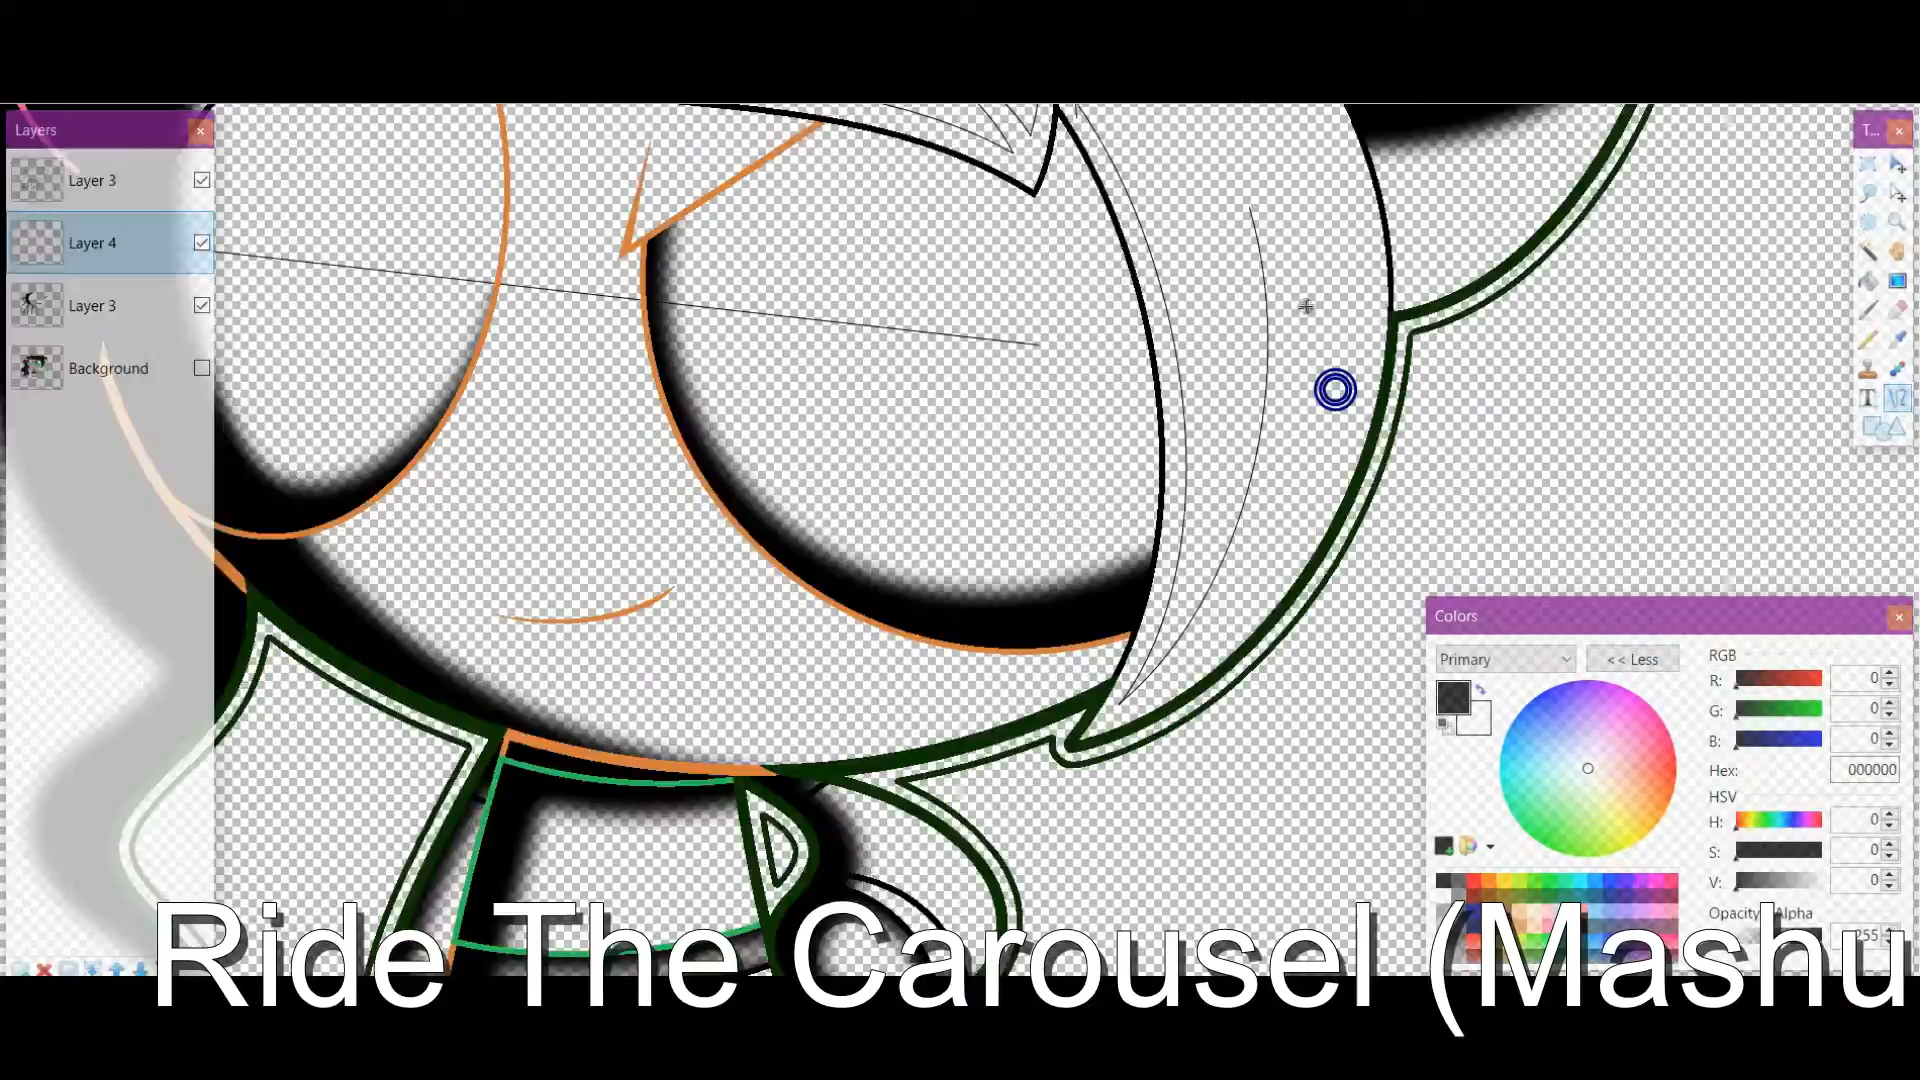 Layers
Layer 3
Layer 4
Layer 3
Background
T...
T
Colors
Primary
<< Less
RGB
R: 0
G: 0
B: 0
Hex: 000000
HSV
H: 0
S: 0
V: 0
Opacity Alpha
255
Ride The Carousel (Mashu